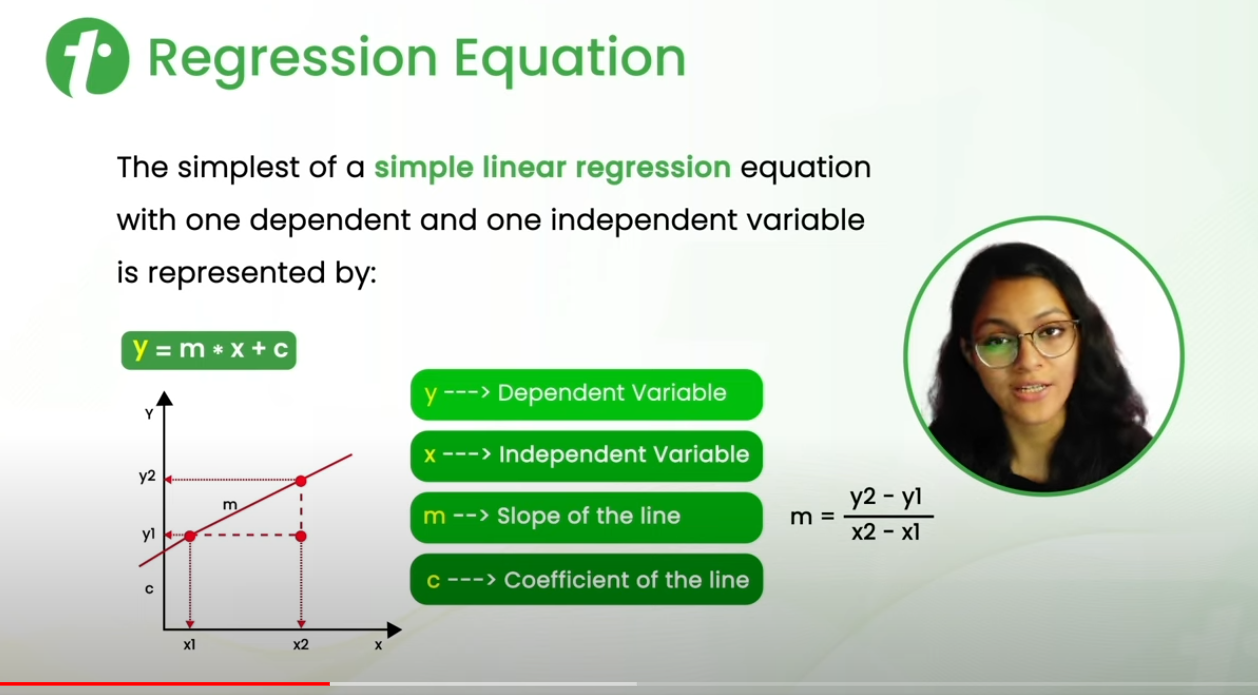 Regression Equation
The simplest of a simple linear regression equation
with one dependent and one independent variable
is represented by:
y = m * x + c
y ---> Dependent Variable
x ---> Independent Variable
m --> Slope of the line
c ---> Coefficient of the line
m = y2 - y1
x2 - x1
Y
y2
m
y1
c
x1
x2
x